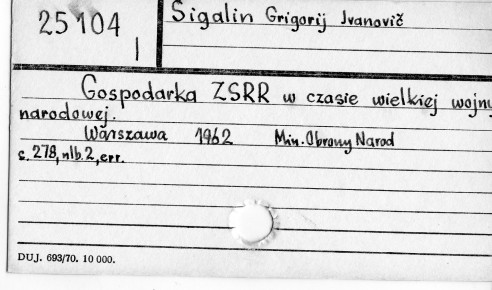 25104
I
Sigalin Grigorij Ivanovič
Gospodarka ZSRR w czasie wielkiej wojny
narodowej.
Warszawa 1962 Min. Obrony Narod
c. 278, nlb. 2, err.
DUJ. 693/70. 10 000.